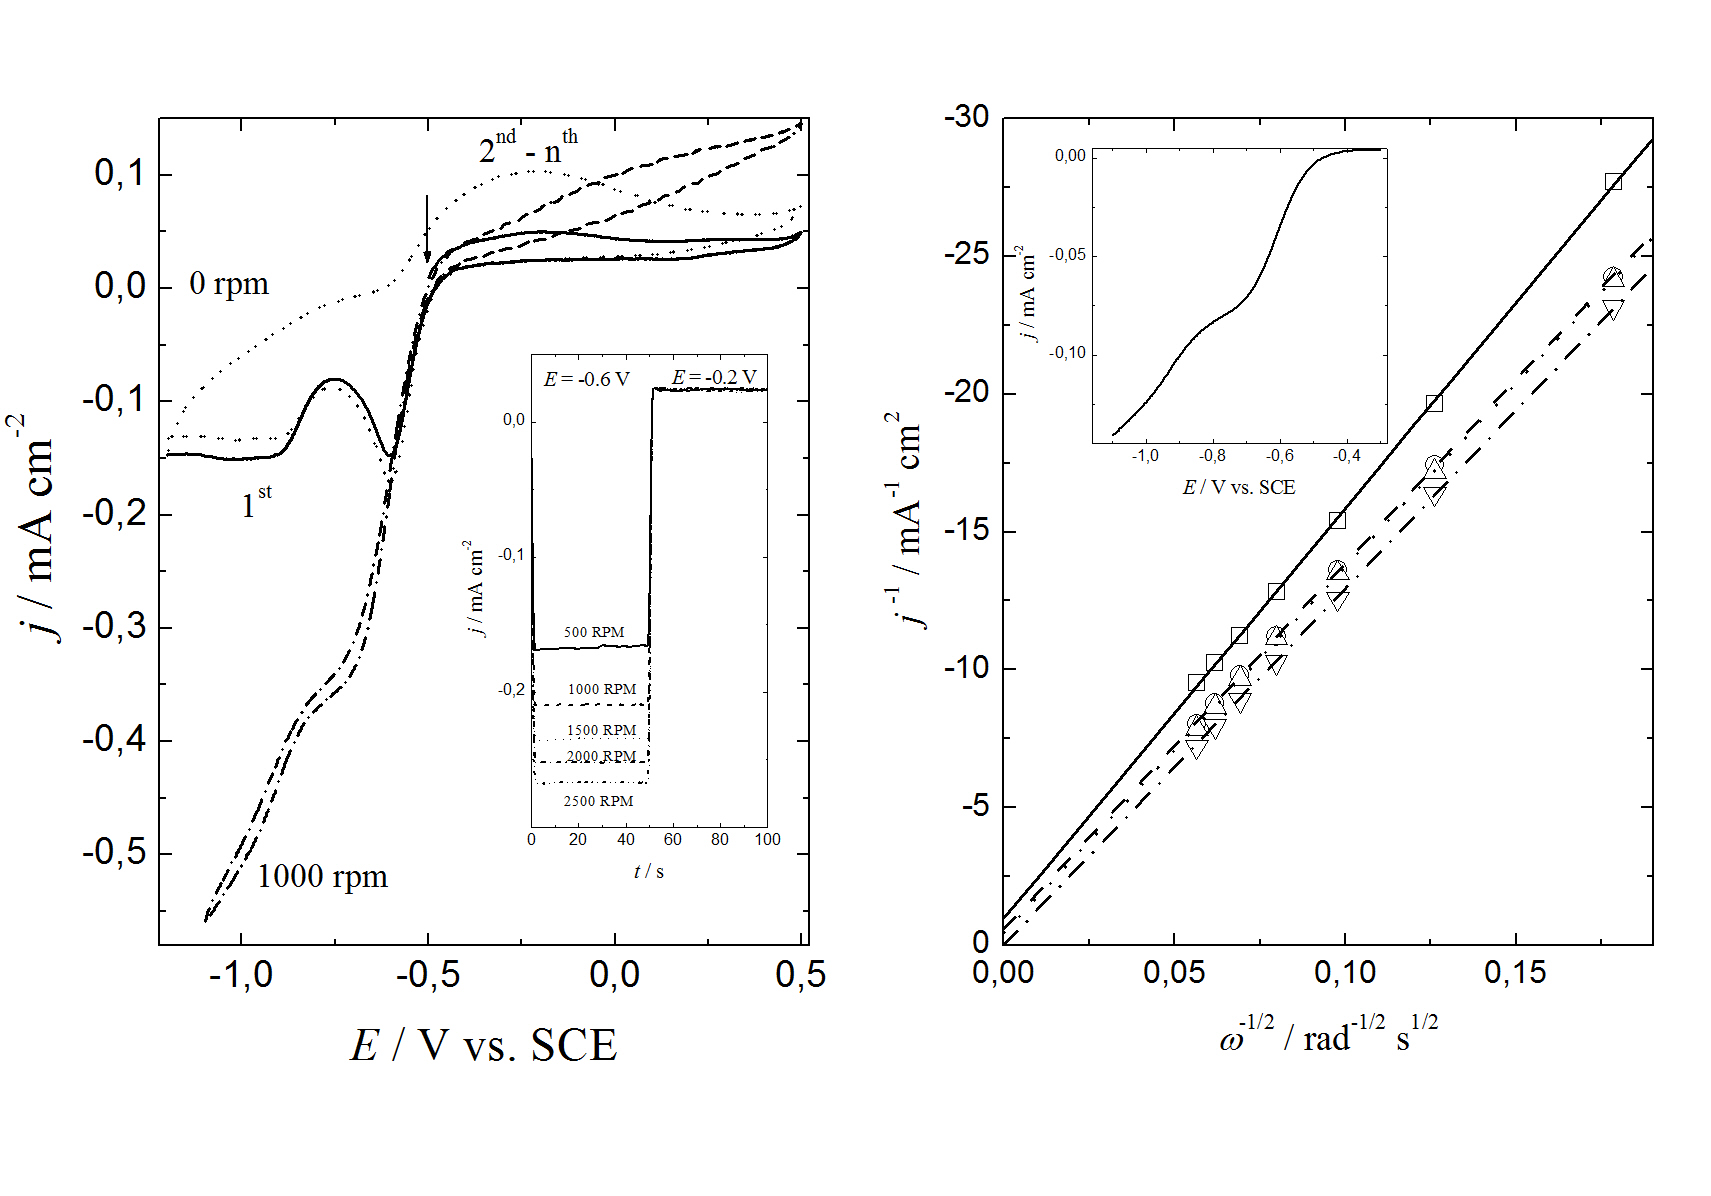 0,1
0,0
-0,1
-0,2
-0,3
-0,4
-0,5
-1,0
-0,5
0,0
0,5
j / mA cm-2
E / V vs. SCE
2nd - nth
0 rpm
1st
1000 rpm
E = -0.6 V
E = -0.2 V
0,0
-0,1
-0,2
j / mA cm-2
500 RPM
1000 RPM
1500 RPM
2000 RPM
2500 RPM
0
20
40
60
80
100
t / s
-30
-25
-20
-15
-10
-5
0
0,00
0,05
0,10
0,15
j-1 / mA-1 cm2
ω-1/2 / rad-1/2 s1/2
0,00
-0,05
-0,10
j / mA cm-2
-1,0
-0,8
-0,6
-0,4
E / V vs. SCE